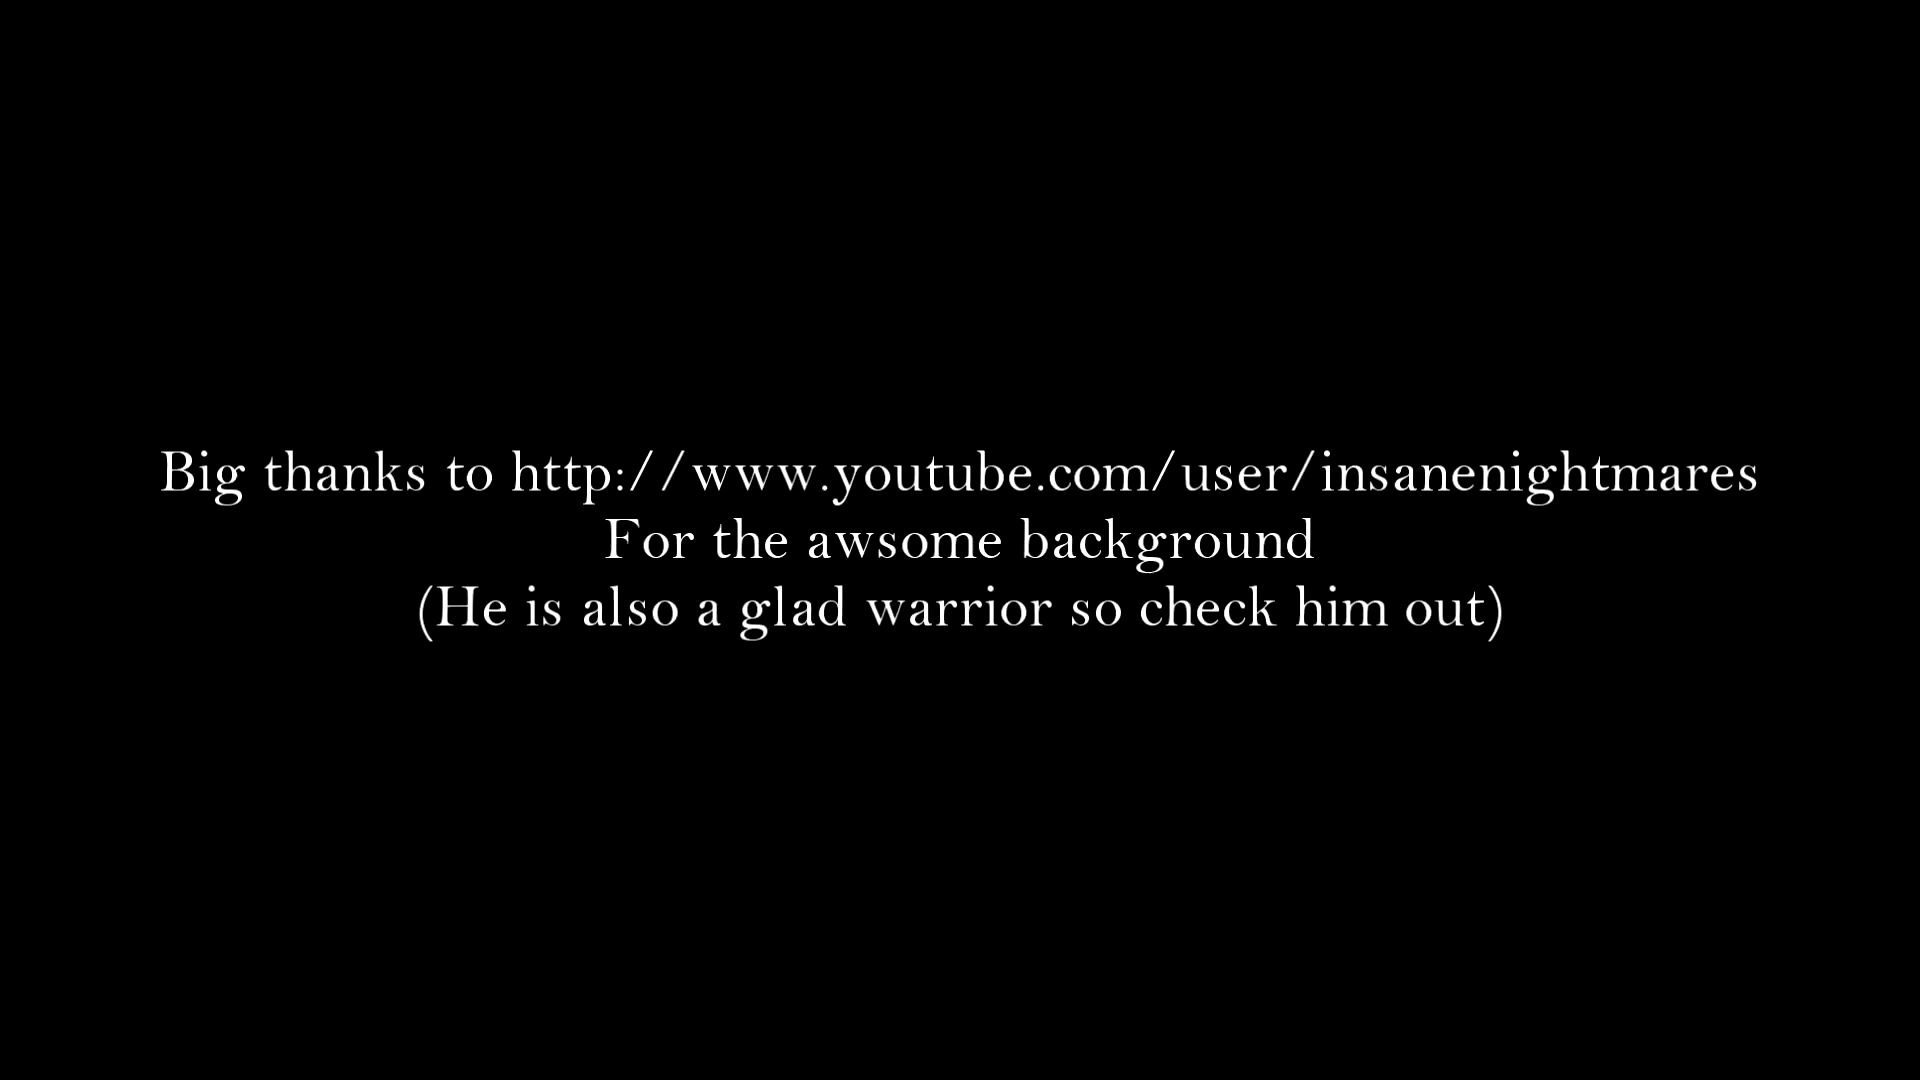 Big thanks to http://www.youtube.com/user/insanenightmares
For the awsome background
(He is also a glad warrior so check him out)